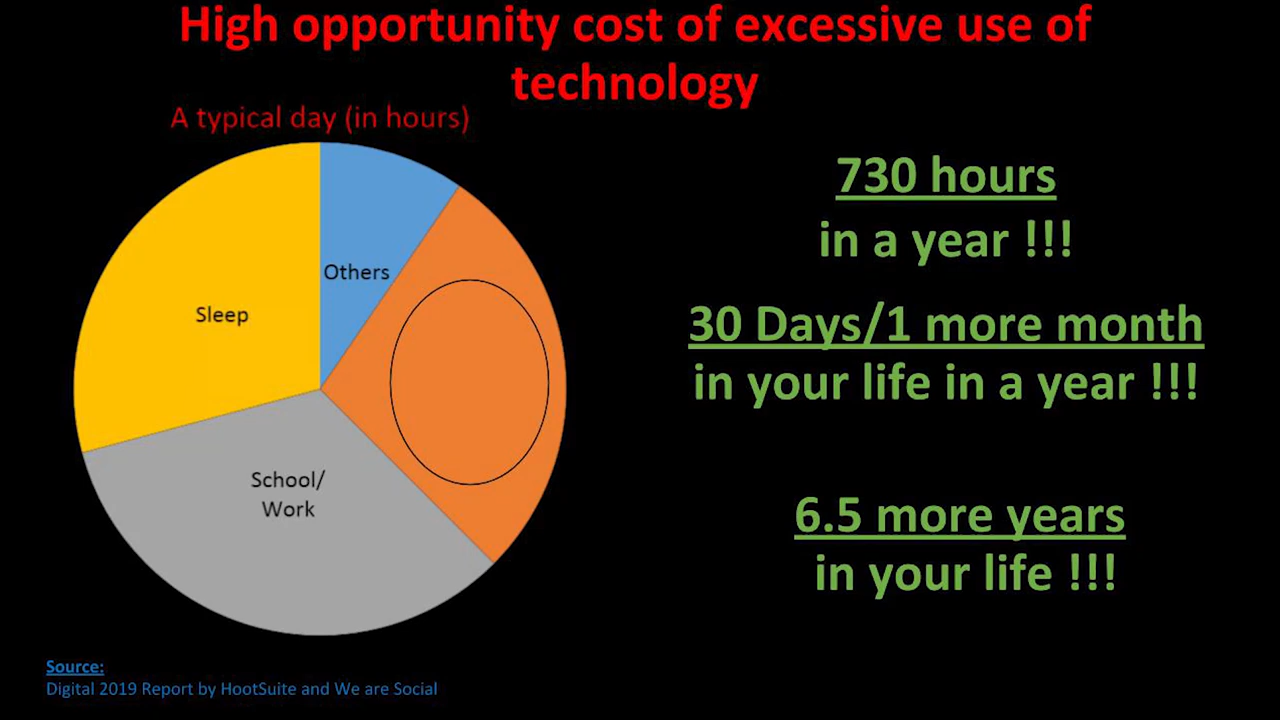 High opportunity cost of excessive use of
technology
A typical day (in hours)
Others
Sleep
School/
Work
730 hours
in a year !!!
30 Days/1 more month
in your life in a year !!!
6.5 more years
in your life !!!
Source:
Digital 2019 Report by HootSuite and We are Social